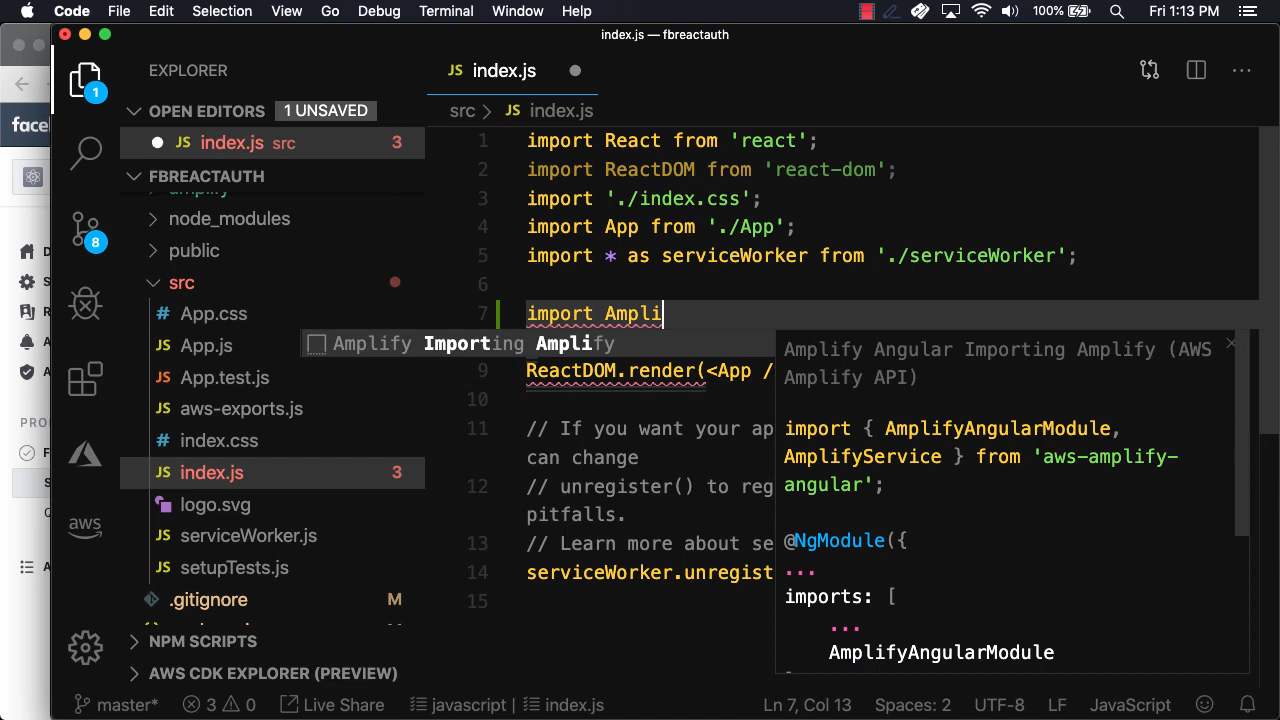 Code File Edit Selection View Go Debug Terminal Window Help 100% Fri 1:13 PM
index.js — fbreactauth
EXPLORER
OPEN EDITORS 1 UNSAVED
JS index.js src 3
FBREACTAUTH
amplify
node_modules
public
src
# App.css
JS App.js
JS App.test.js
JS aws-exports.js
# index.css
JS index.js 3
logo.svg
JS serviceWorker.js
JS setupTests.js
.gitignore M
NPM SCRIPTS
AWS CDK EXPLORER (PREVIEW)
1
8
aws
face
PRO
JS index.js
src > JS index.js
1 import React from 'react';
2 import ReactDOM from 'react-dom';
3 import './index.css';
4 import App from './App';
5 import * as serviceWorker from './serviceWorker';
6
7 import Ampli
Amplify Importing Amplify
9 ReactDOM.render(<App /
10
11 // If you want your ap
can change
12 // unregister() to reg
pitfalls.
13 // Learn more about se
14 serviceWorker.unregist
15
Amplify Angular Importing Amplify (AWS
Amplify API)
import { AmplifyAngularModule,
AmplifyService } from 'aws-amplify-
angular';
@NgModule({
...
imports: [
...
AmplifyAngularModule
master* 3 0 Live Share javascript | index.js Ln 7, Col 13 Spaces: 2 UTF-8 LF JavaScript